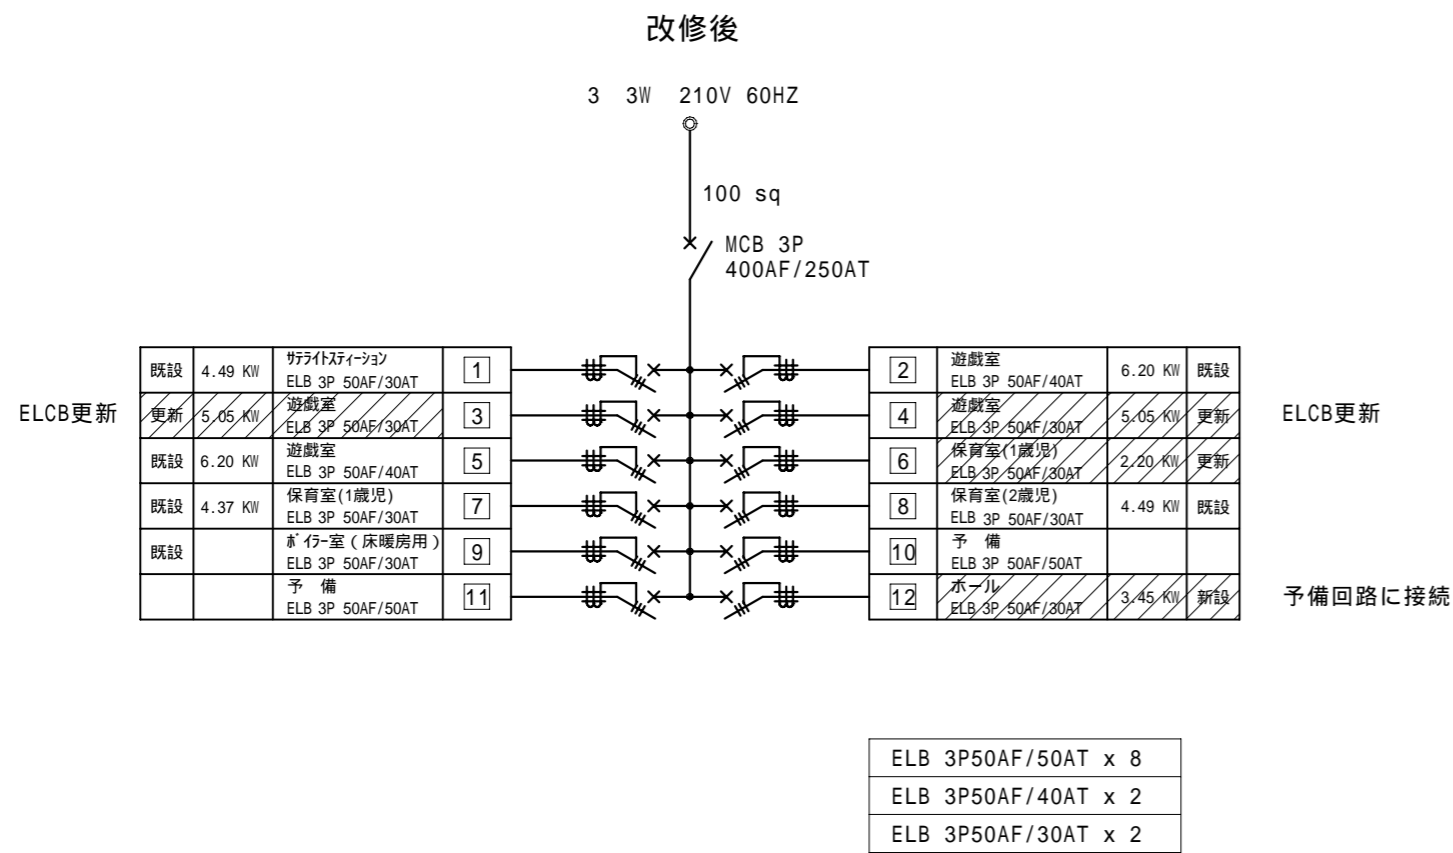 改修後
3 3W 210V 60HZ
100 sq
MCB 3P
400AF/250AT
既設 4.49 KW ｻﾃﾗｲﾄｽﾃｨｰｼｮﾝ 1
ELB 3P 50AF/30AT
2 遊戯室 6.20 KW 既設
ELB 3P 50AF/40AT
ELCB更新 更新 5.05 KW 遊戯室 3
ELB 3P 50AF/30AT
4 遊戯室 5.05 KW 更新 ELCB更新
ELB 3P 50AF/30AT
既設 6.20 KW 遊戯室 5
ELB 3P 50AF/40AT
6 保育室(1歳児) 2.20 KW 更新
ELB 3P 50AF/30AT
既設 4.37 KW 保育室(1歳児) 7
ELB 3P 50AF/30AT
8 保育室(2歳児) 4.49 KW 既設
ELB 3P 50AF/30AT
既設 ﾎﾞｲﾗｰ室(床暖房用) 9
ELB 3P 50AF/30AT
10 予 備
ELB 3P 50AF/50AT
予 備 11
ELB 3P 50AF/50AT
12 ホール 3.45 KW 新設 予備回路に接続
ELB 3P 50AF/30AT
ELB 3P50AF/50AT x 8
ELB 3P50AF/40AT x 2
ELB 3P50AF/30AT x 2